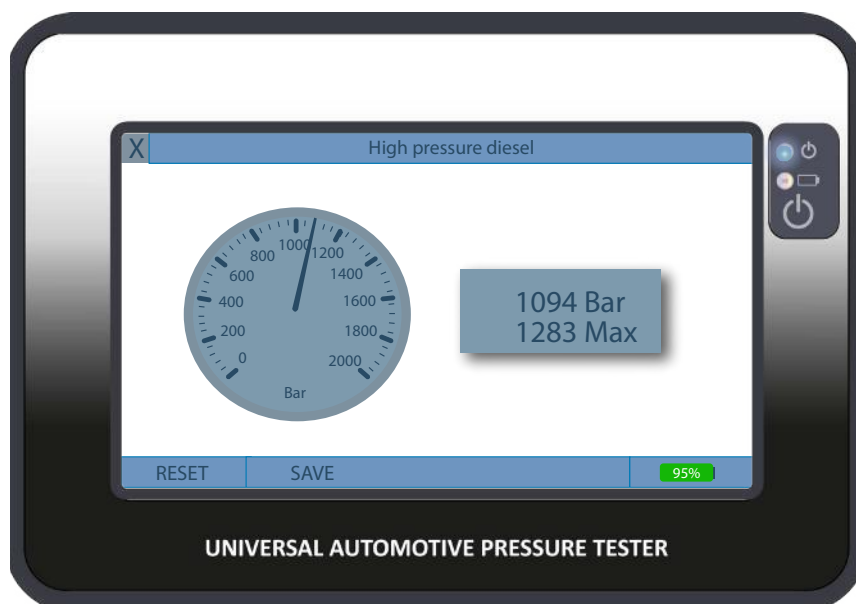 X
High pressure diesel
0
200
400
600
800
1000
1200
1400
1600
1800
2000
Bar
1094 Bar
1283 Max
RESET
SAVE
95%
UNIVERSAL AUTOMOTIVE PRESSURE TESTER